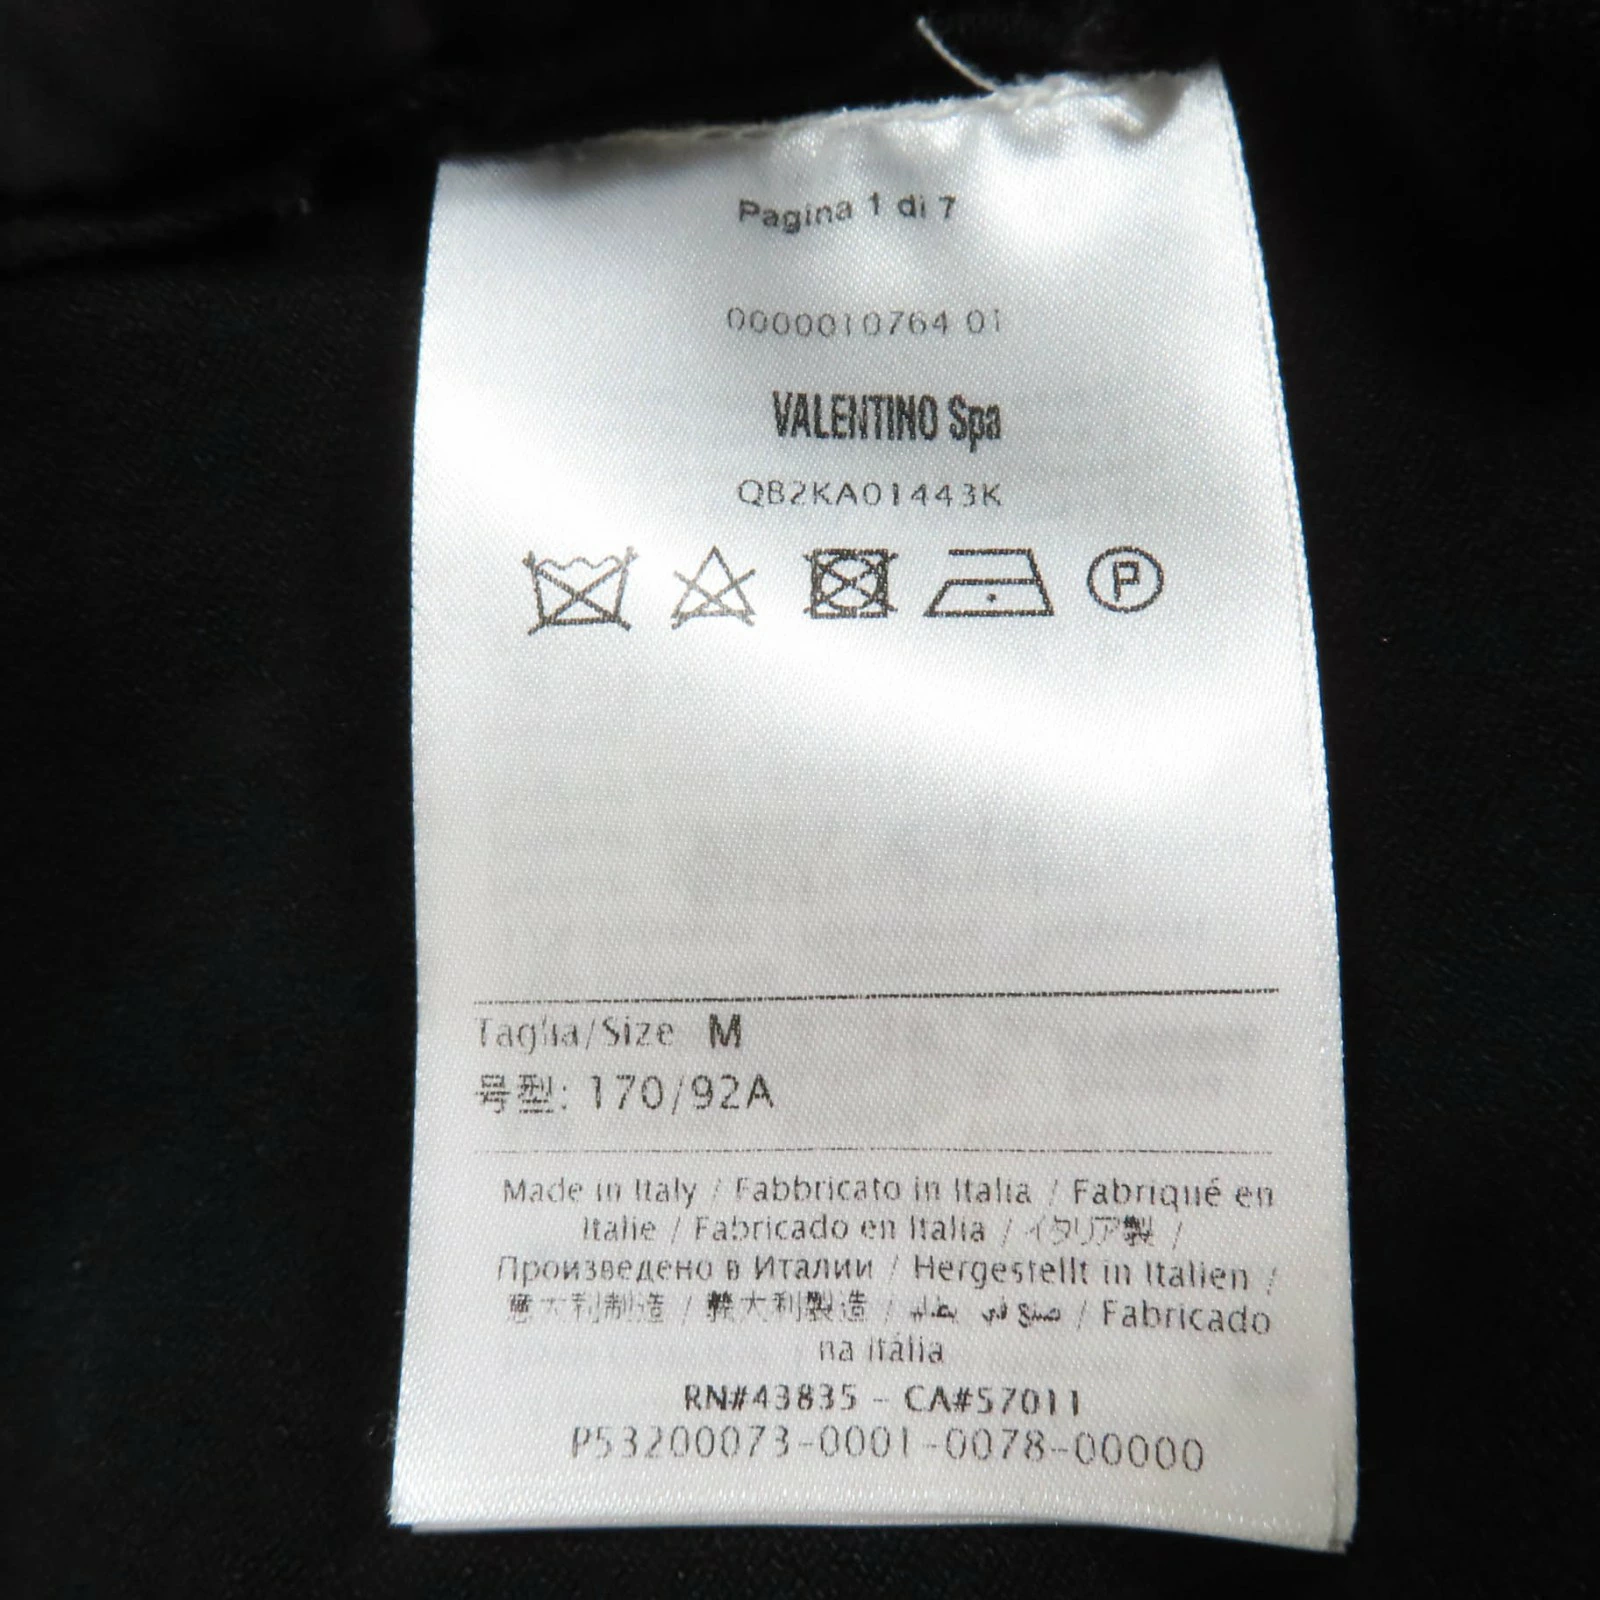 Pagina 1 di 7
0000010764 01
VALENTINO Spa
QB2KA01443K
P
Taglia/Size M
号型: 170/92A
Made in Italy / Fabbricato in Italia / Fabriqué en
Italie / Fabricado en Italia / イタリア製 /
Произведено в Италии / Hergestellt in Italien /
意大利制造 / 義大利製造 / صنع في إيطاليا / Fabricado
na itália
RN#43835 - CA#57011
P53200073-0001-0078-00000